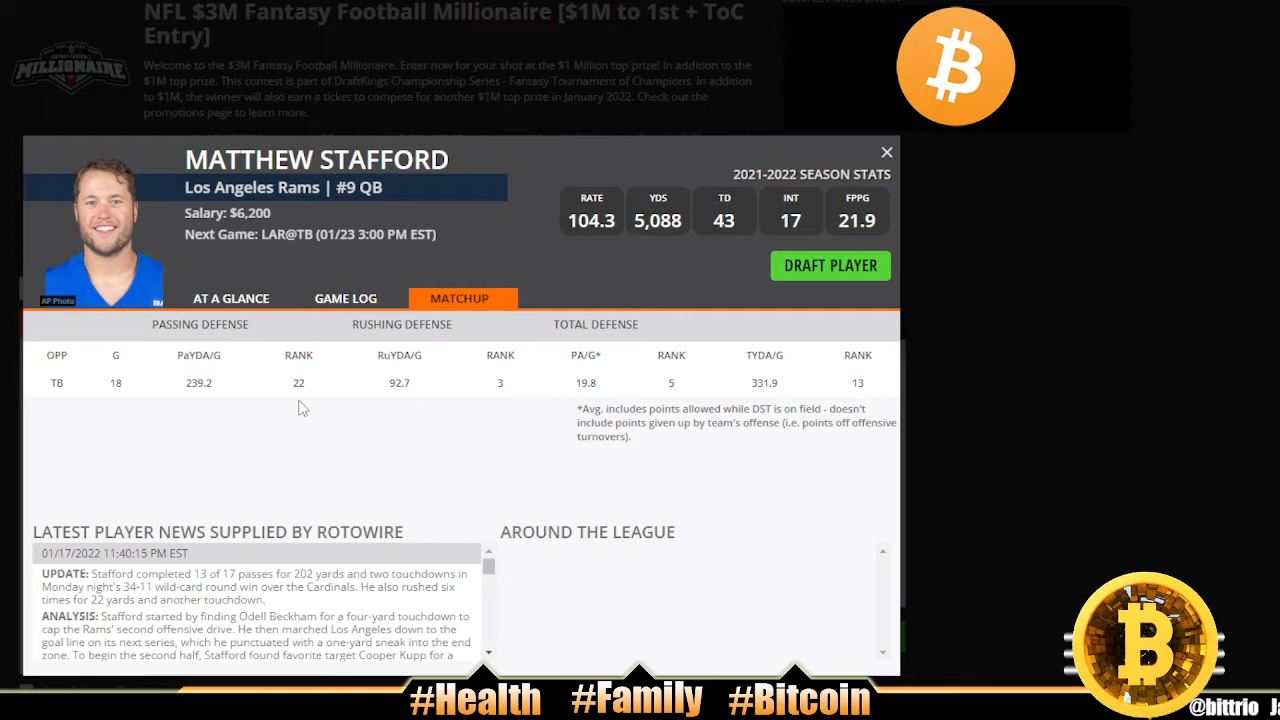 NFL $3M Fantasy Football Millionaire [$1M to 1st + ToC
Entry]
MILLIONAIRE
Welcome to the $3M Fantasy Football Millionaire. Enter now for your shot at the $1 Million top prize! In addition to the
$1M top prize. This contest is part of DraftKings Championship Series - Fantasy Tournament of Champions. In addition
to $1M, the winner will also earn a ticket to compete for another $1M top prize in January 2022. Check out the
promotions page to learn more.
MATTHEW STAFFORD
Los Angeles Rams | #9 QB
Salary: $6,200
Next Game: LAR@TB (01/23 3:00 PM EST)
AP Photo
2021-2022 SEASON STATS
RATE YDS TD INT FPPG
104.3 5,088 43 17 21.9
DRAFT PLAYER
AT A GLANCE GAME LOG MATCHUP
PASSING DEFENSE RUSHING DEFENSE TOTAL DEFENSE
OPP G PaYDA/G RANK RuYDA/G RANK PA/G* RANK TYDA/G RANK
TB 18 239.2 22 92.7 3 19.8 5 331.9 13
*Avg. includes points allowed while DST is on field - doesn't
include points given up by team's offense (i.e. points off offensive
turnovers).
LATEST PLAYER NEWS SUPPLIED BY ROTOWIRE
01/17/2022 11:40:15 PM EST
UPDATE: Stafford completed 13 of 17 passes for 202 yards and two touchdowns in
Monday night's 34-11 wild-card round win over the Cardinals. He also rushed six
times for 22 yards and another touchdown.
ANALYSIS: Stafford started by finding Odell Beckham for a four-yard touchdown to
cap the Rams' second offensive drive. He then marched Los Angeles down to the
goal line on its next series, which he punctuated with a one-yard sneak into the end
zone. To begin the second half, Stafford found favorite target Cooper Kupp for a
AROUND THE LEAGUE
#Health #Family #Bitcoin
@bittrio Ja